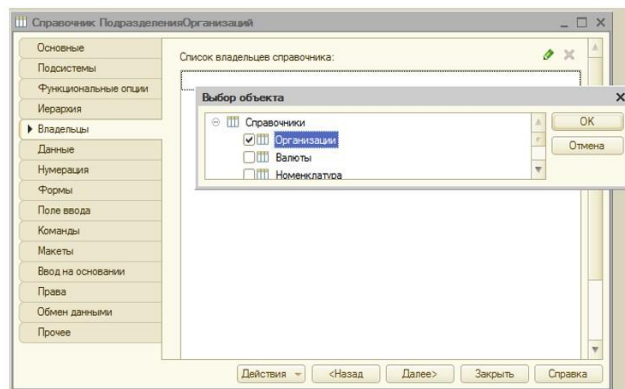 Справочник ПодразделенияОрганизаций
Основные
Подсистемы
Функциональные опции
Иерархия
Владельцы
Данные
Нумерация
Формы
Поле ввода
Команды
Макеты
Ввод на основании
Права
Обмен данными
Прочее
Список владельцев справочника:
Выбор объекта
Справочники
Организации
Валюты
Номенклатура
OK
Отмена
Действия
<Назад
Далее>
Закрыть
Справка